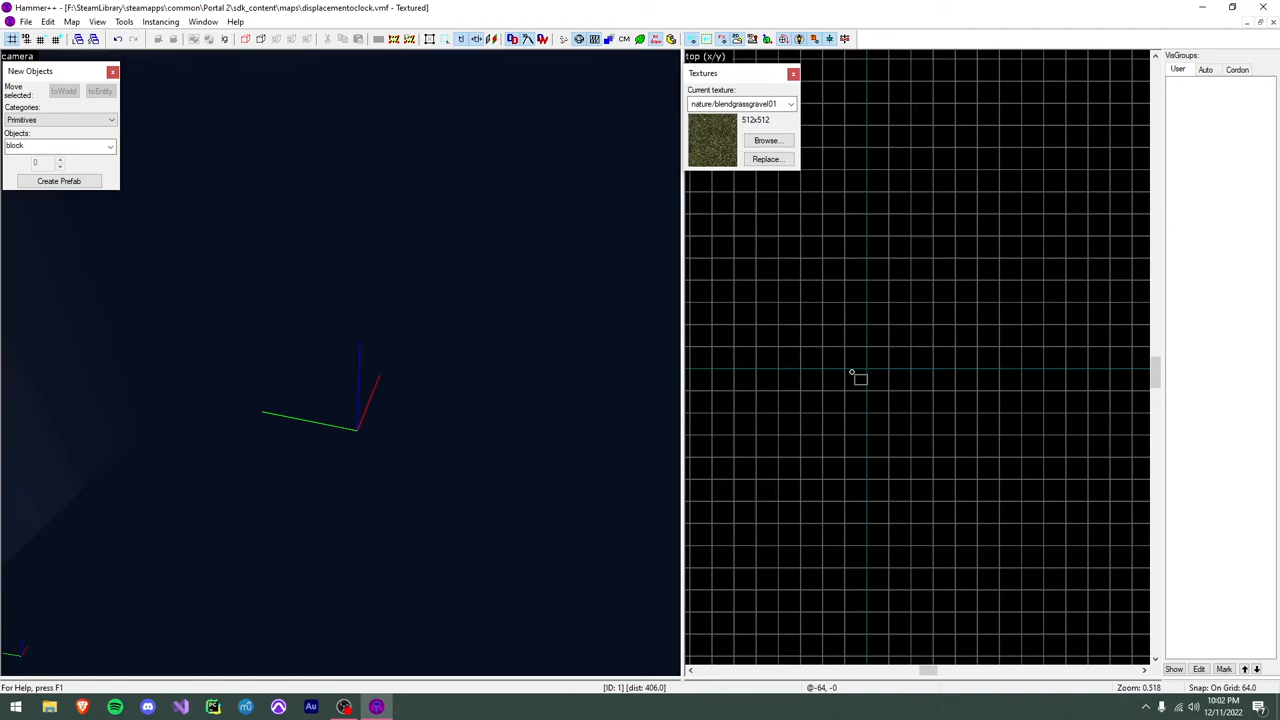 Hammer++ - [F:\SteamLibrary\steamapps\common\Portal 2\sdk_content\maps\displacementoclock.vmf - Textured]
File Edit Map View Tools Instancing Window Help
camera
New Objects
Move selected:
toWorld toEntity
Categories:
Primitives
Objects:
block
0
Create Prefab
top (x/y)
Textures
Current texture:
nature/blendgrassgravel01
512x512
Browse...
Replace...
VisGroups:
User Auto Cordon
Show Edit Mark
For Help, press F1
[ID: 1] [dist: 406.0]
@-64, -0
Zoom: 0.518
Snap: On Grid: 64.0
10:02 PM
12/11/2022